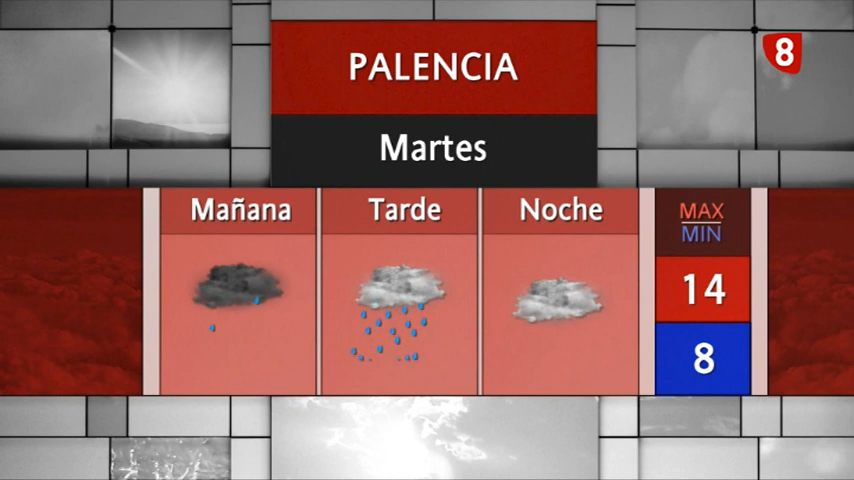 PALENCIA
8
Martes
Mañana
Tarde
Noche
MAX
MIN
14
8